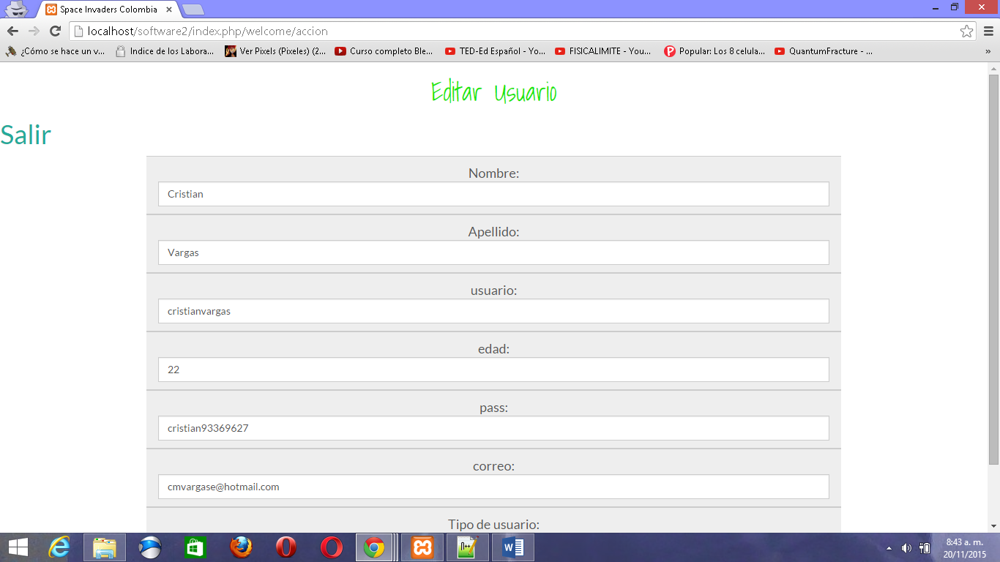 Space Invaders Colombia
localhost/software2/index.php/welcome/accion
¿Cómo se hace un v...
Indice de los Labora...
Ver Pixels (Pixeles) (2...
Curso completo Ble...
TED-Ed Español - Yo...
FISICALIMITE - You...
Popular: Los 8 celula...
QuantumFracture - ...
»
Editar Usuario
Salir
Nombre:
Cristian
Apellido:
Vargas
usuario:
cristianvargas
edad:
22
pass:
cristian93369627
correo:
cmvargase@hotmail.com
Tipo de usuario:
8:43 a. m.
20/11/2015